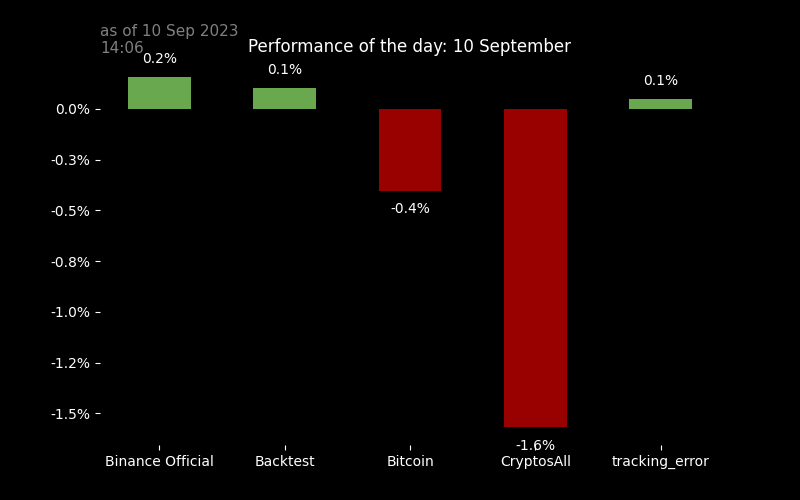 as of 10 Sep 2023
14:06
Performance of the day: 10 September
0.2%
0.1%
0.1%
0.0%
-0.3%
-0.4%
-0.5%
-0.8%
-1.0%
-1.2%
-1.5%
-1.6%
Binance Official
Backtest
Bitcoin
CryptosAll
tracking_error